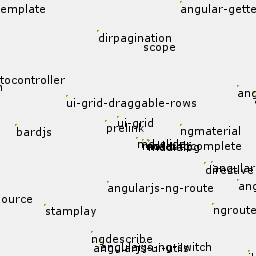 emplate
angular-gette
dirpagination
scope
tocontroller
ang
ui-grid-draggable-rows
ui-grid
prelink
bardjs
ngmaterial
complete
directive
angular
angularjs-ng-route
ang
ource
stamplay
ngroute
ngdescribe
angularjs-ng-switch